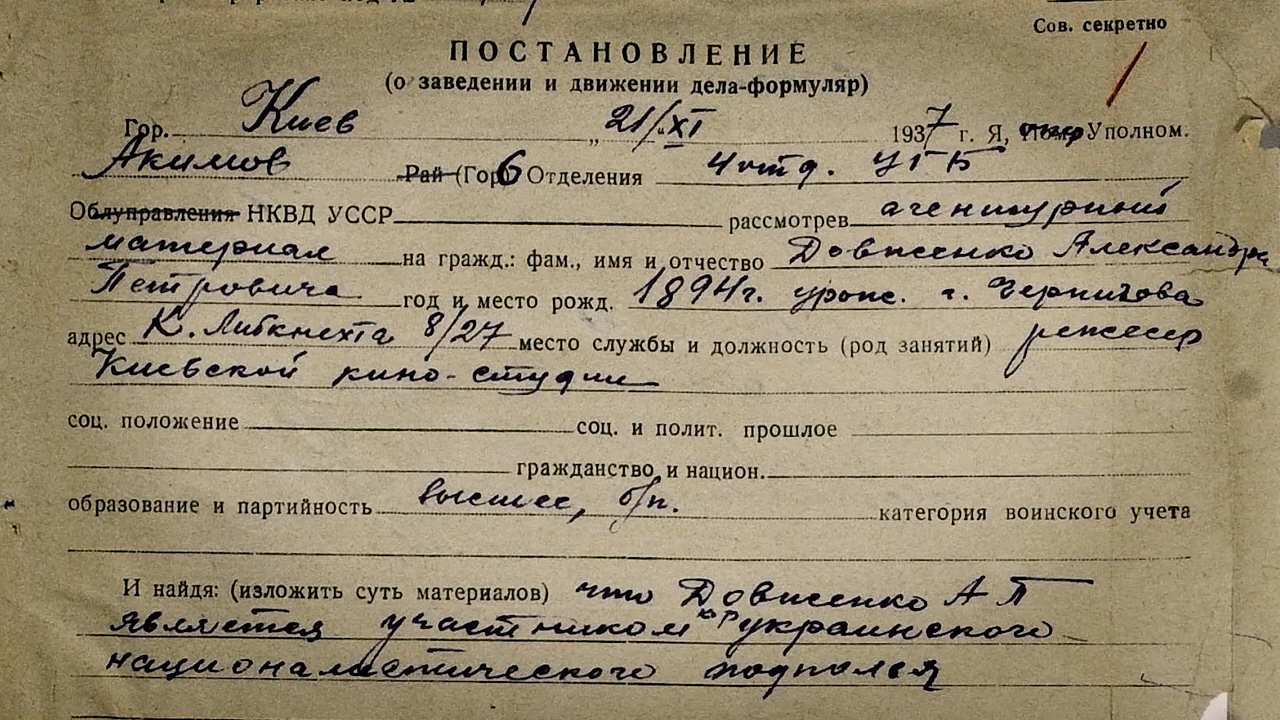 Сов. секретно
ПОСТАНОВЛЕНИЕ
(о заведении и движении дела-формуляр)
Гор. Киев „21/XI 1937 г. Я, Уполном.
Акимов Рай (Гор 6 Отделения 4 отд. УГБ
Облуправления НКВД УССР рассмотрев агентурный
материал на гражд.: фам., имя и отчество Довженко Александра
Петровича год и место рожд. 1894г. урож. г. Чернигова
адрес К. Либкнехта 8/27 место службы и должность (род занятий) режесер
Киевской кино-студии
соц. положение соц. и полит. прошлое
гражданство и национ.
образование и партийность высшее, б/п. категория воинского учета
И найдя: (изложить суть материалов) что Довженко А П
является участником кр украинского
националистического подполья